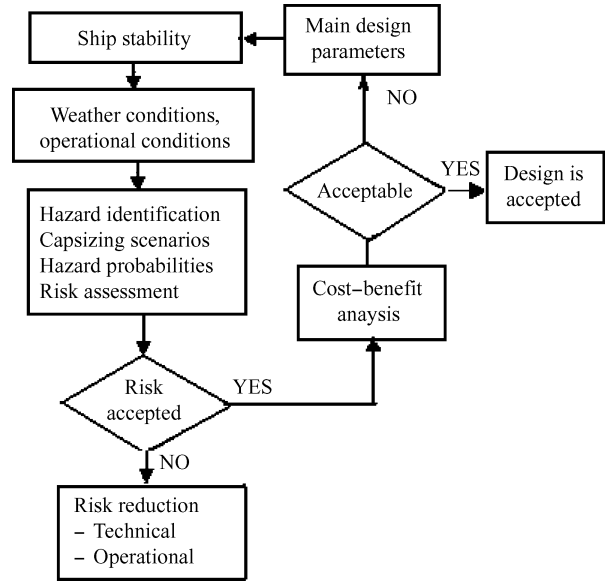 Ship stability
Main design
parameters
Weather conditions,
operational conditions
NO
Hazard identification
Capsizing scenarios
Hazard probabilities
Risk assessment
Acceptable
YES
Design is
accepted
Cost–benefit
anaysis
Risk
accepted
YES
NO
Risk reduction
– Technical
– Operational